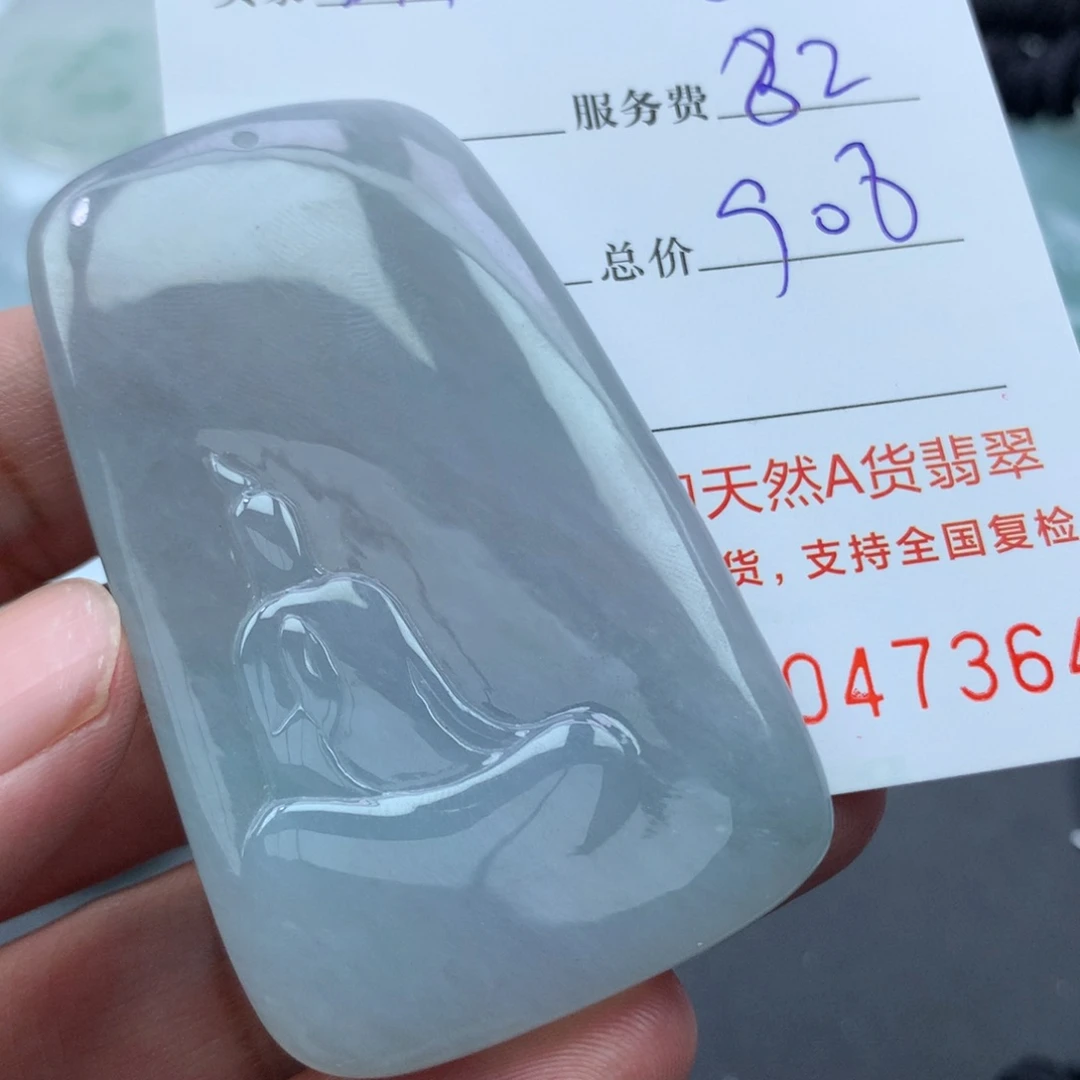 服务费 82
总价 908
天然A货翡翠
货，支持全国复检
047364